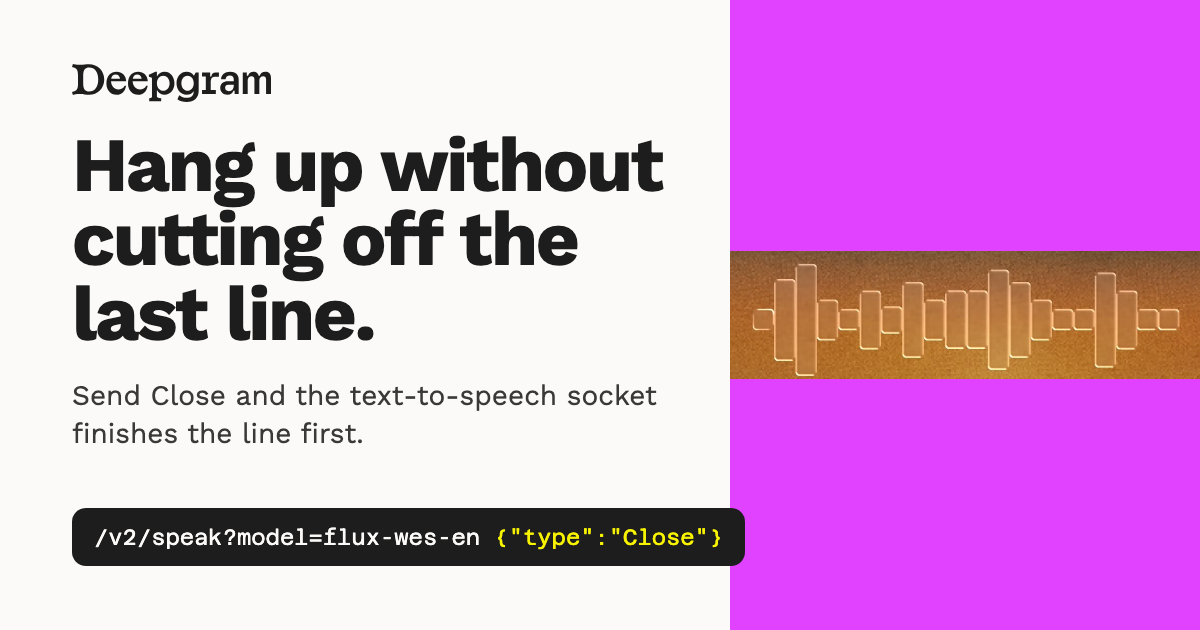 Deepgram
Hang up without
cutting off the
last line.
Send Close and the text-to-speech socket
finishes the line first.
/v2/speak?model=flux-wes-en {"type":"Close"}